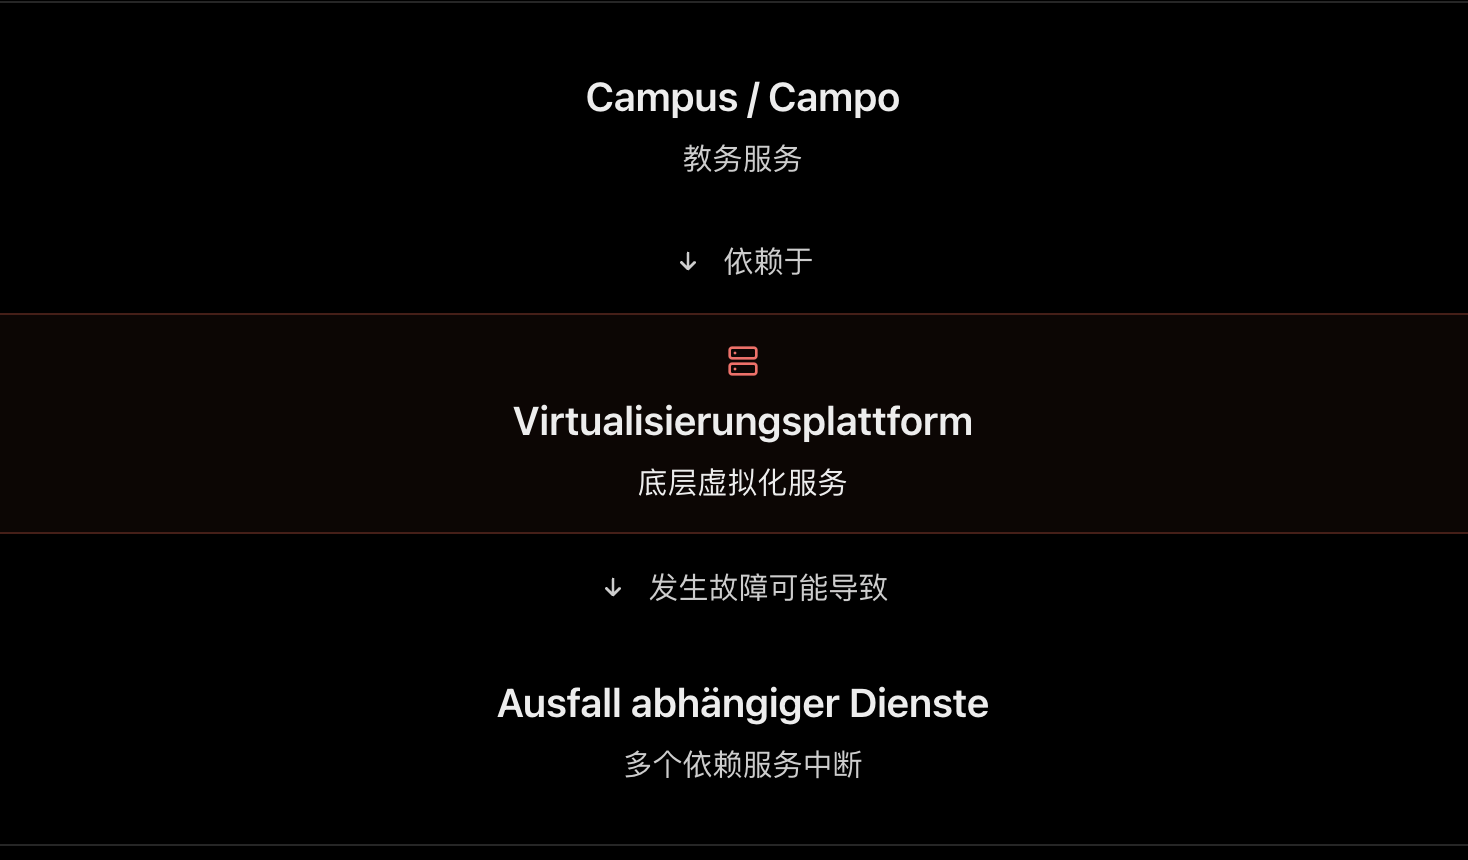 Campus / Campo
教务服务
↓ 依赖于
Virtualisierungsplattform
底层虚拟化服务
↓ 发生故障可能导致
Ausfall abhängiger Dienste
多个依赖服务中断